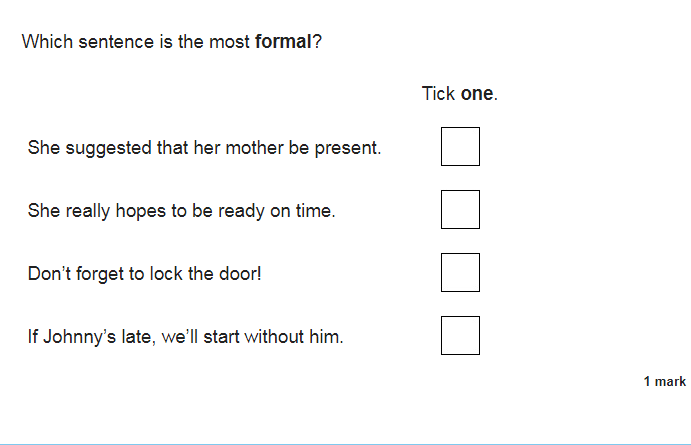 Which sentence is the most formal?
Tick one.
She suggested that her mother be present.
She really hopes to be ready on time.
Don’t forget to lock the door!
If Johnny’s late, we’ll start without him.
1 mark